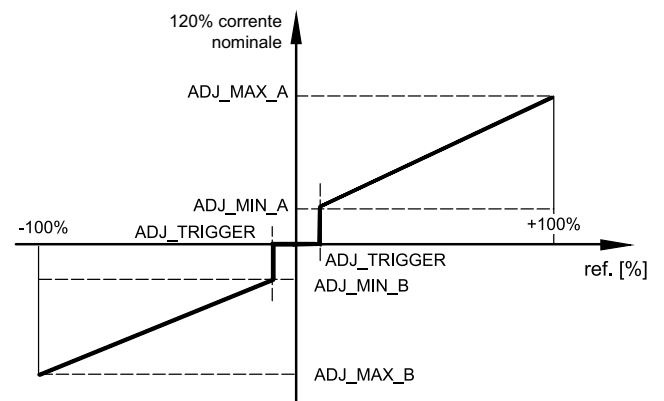 120% corrente
nominale
ADJ_MAX_A
ADJ_MIN_A
-100%
+100%
ADJ_TRIGGER
ADJ_TRIGGER
ref. [%]
ADJ_MIN_B
ADJ_MAX_B